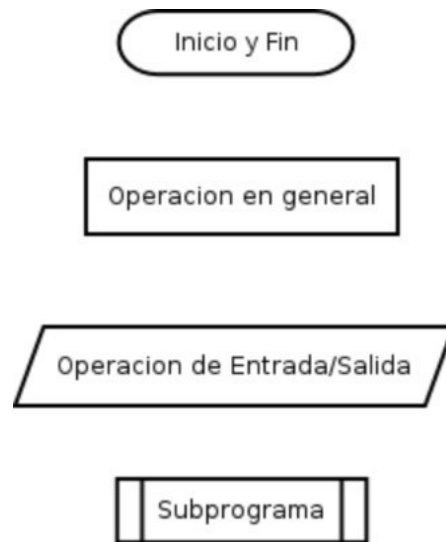 Inicio y Fin
Operacion en general
Operacion de Entrada/Salida
Subprograma